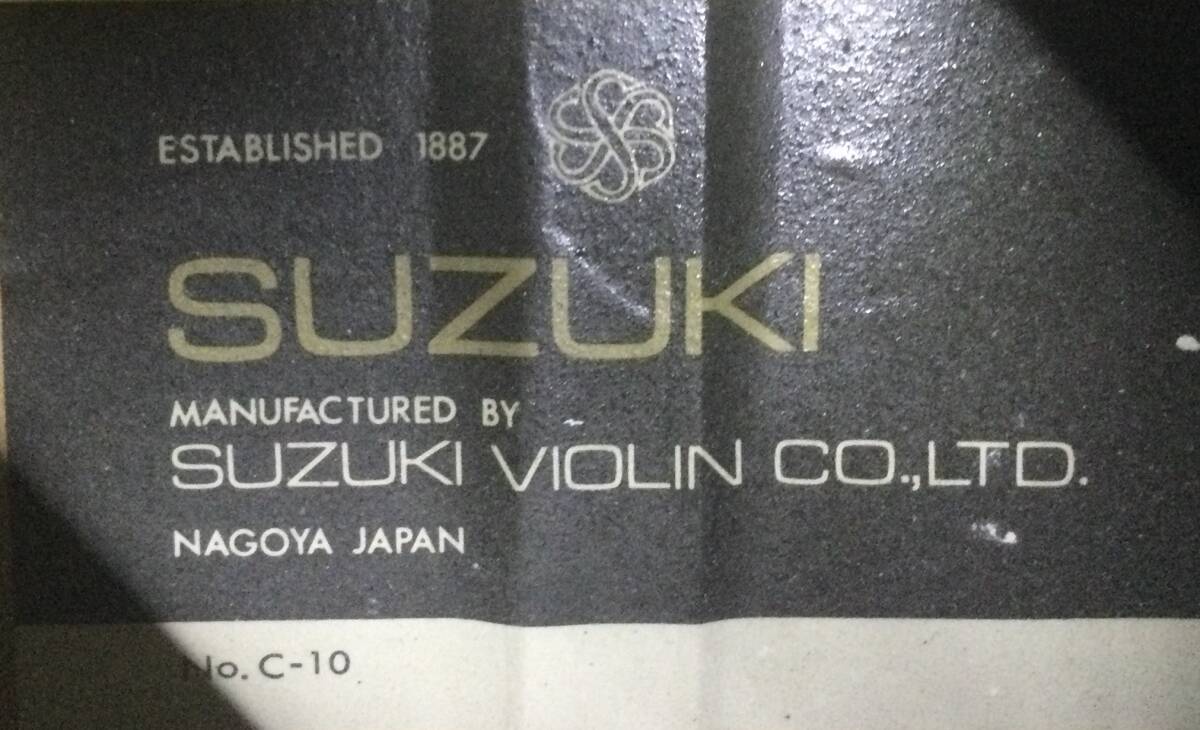 ESTABLISHED 1887
SUZUKI
MANUFACTURED BY
SUZUKI VIOLIN CO.,LTD.
NAGOYA JAPAN
No. C-10